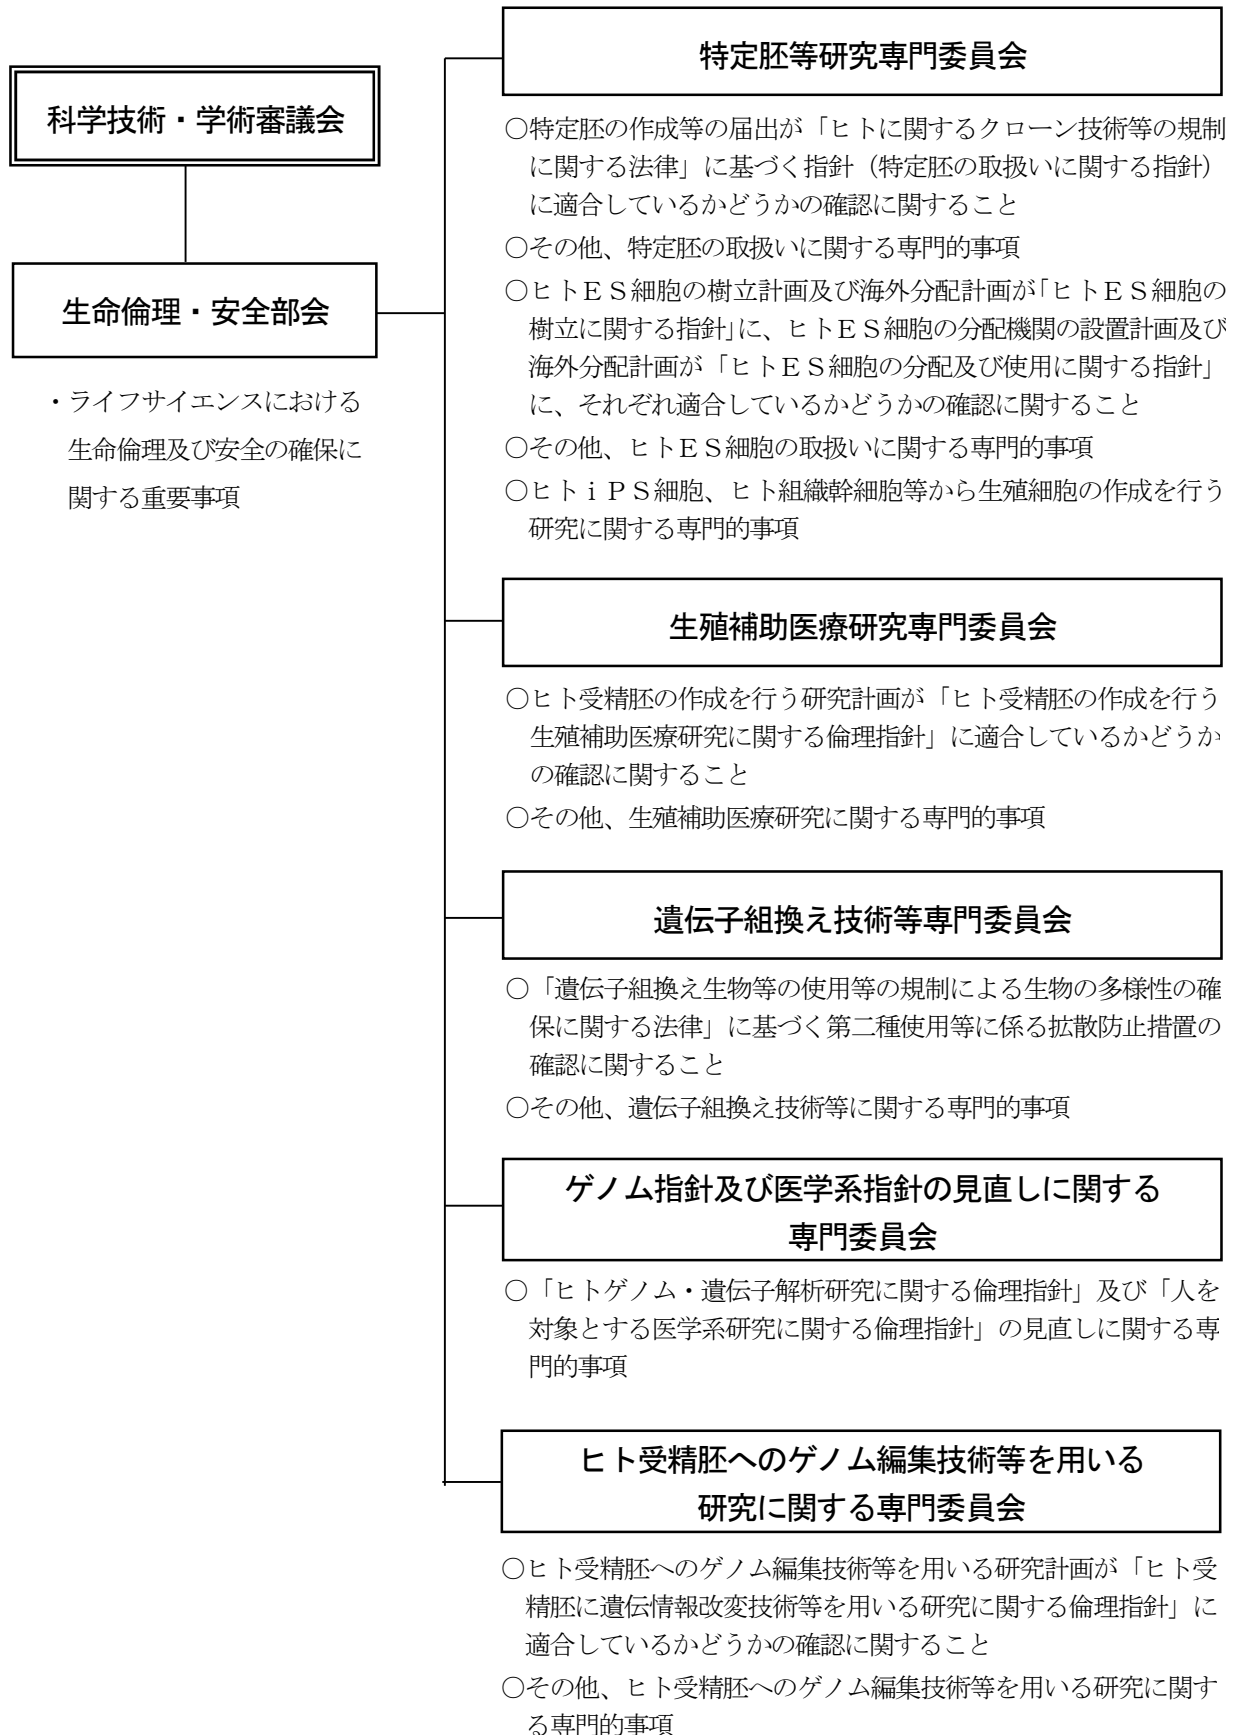 科学技術・学術審議会
生命倫理・安全部会
・ライフサイエンスにおける
生命倫理及び安全の確保に
関する重要事項
特定胚等研究専門委員会
○特定胚の作成等の届出が「ヒトに関するクローン技術等の規制
に関する法律」に基づく指針（特定胚の取扱いに関する指針）
に適合しているかどうかの確認に関すること
○その他、特定胚の取扱いに関する専門的事項
○ヒトＥＳ細胞の樹立計画及び海外分配計画が「ヒトＥＳ細胞の
樹立に関する指針」に、ヒトＥＳ細胞の分配機関の設置計画及び
海外分配計画が「ヒトＥＳ細胞の分配及び使用に関する指針」
に、それぞれ適合しているかどうかの確認に関すること
○その他、ヒトＥＳ細胞の取扱いに関する専門的事項
○ヒトｉＰＳ細胞、ヒト組織幹細胞等から生殖細胞の作成を行う
研究に関する専門的事項
生殖補助医療研究専門委員会
○ヒト受精胚の作成を行う研究計画が「ヒト受精胚の作成を行う
生殖補助医療研究に関する倫理指針」に適合しているかどうか
の確認に関すること
○その他、生殖補助医療研究に関する専門的事項
遺伝子組換え技術等専門委員会
○「遺伝子組換え生物等の使用等の規制による生物の多様性の確
保に関する法律」に基づく第二種使用等に係る拡散防止措置の
確認に関すること
○その他、遺伝子組換え技術等に関する専門的事項
ゲノム指針及び医学系指針の見直しに関する
専門委員会
○「ヒトゲノム・遺伝子解析研究に関する倫理指針」及び「人を
対象とする医学系研究に関する倫理指針」の見直しに関する専
門的事項
ヒト受精胚へのゲノム編集技術等を用いる
研究に関する専門委員会
○ヒト受精胚へのゲノム編集技術等を用いる研究計画が「ヒト受
精胚に遺伝情報改変技術等を用いる研究に関する倫理指針」に
適合しているかどうかの確認に関すること
○その他、ヒト受精胚へのゲノム編集技術等を用いる研究に関す
る専門的事項